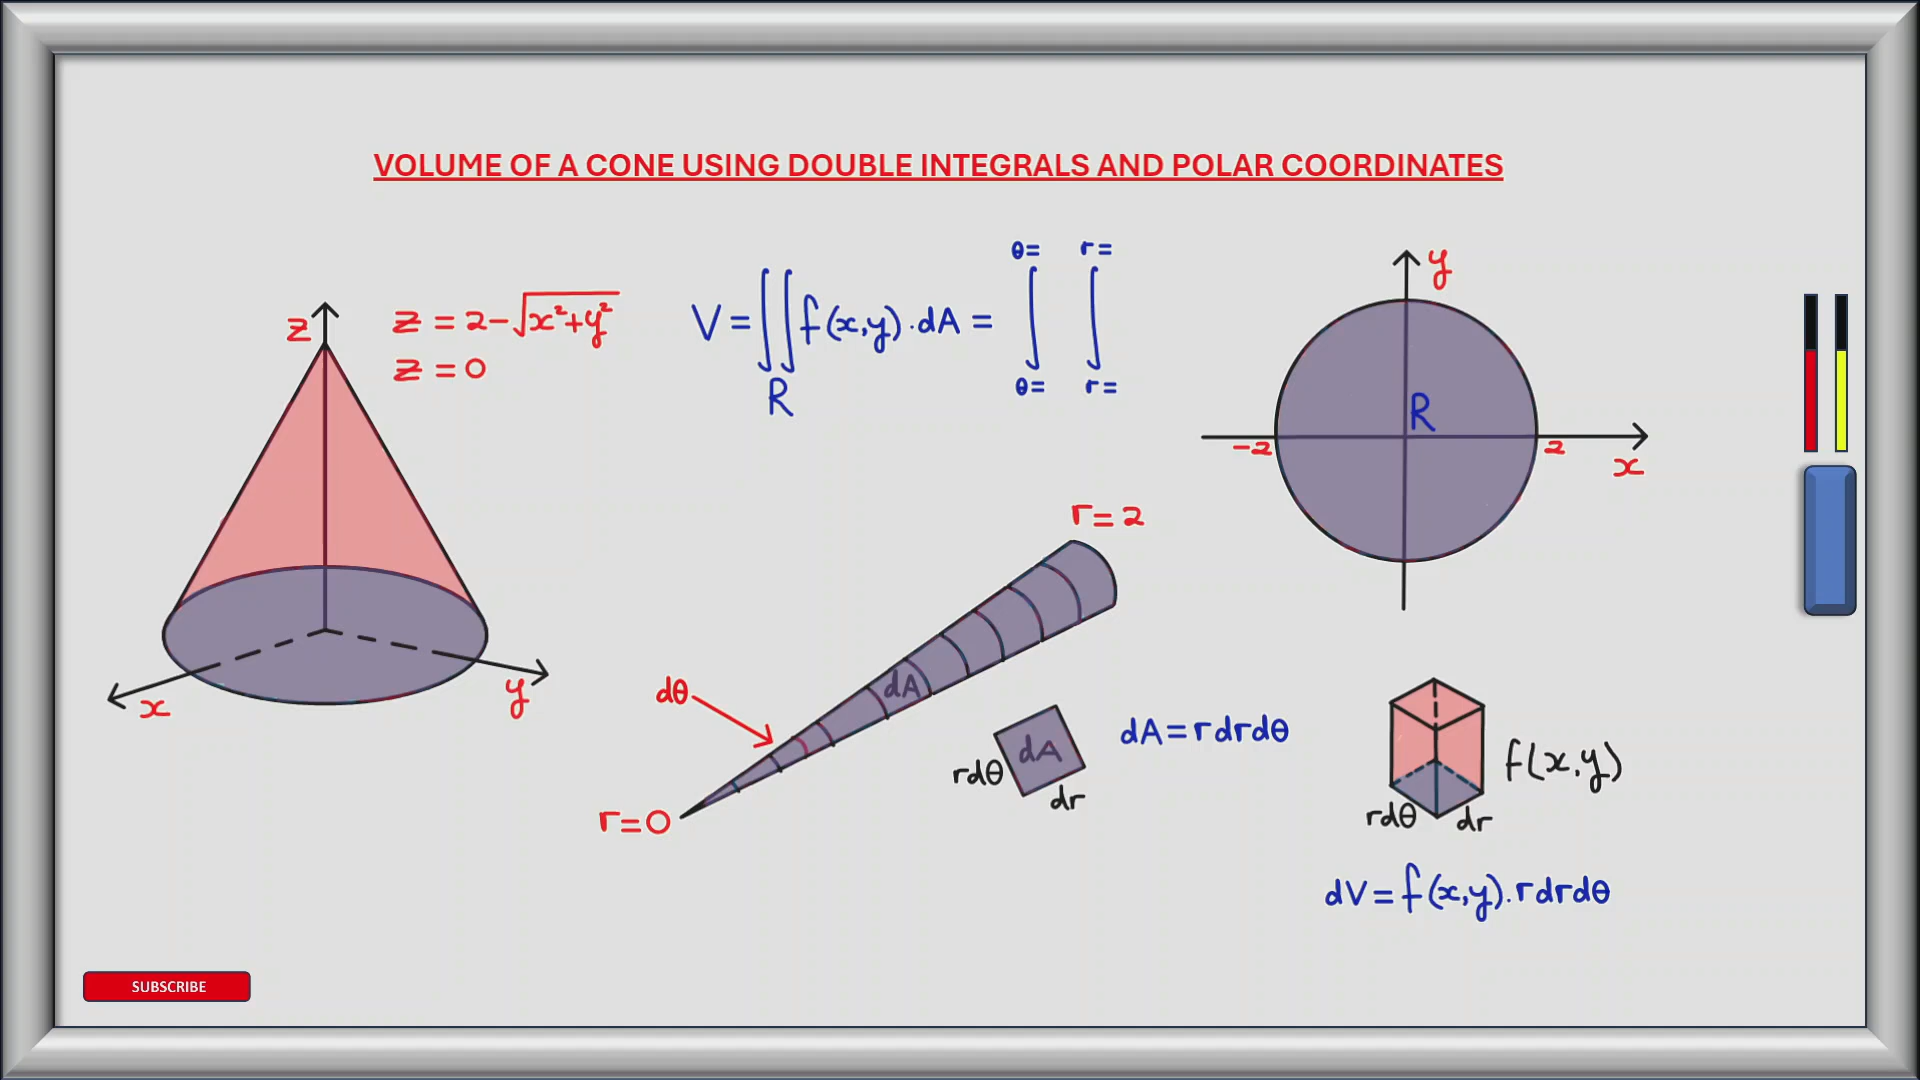 VOLUME OF A CONE USING DOUBLE INTEGRALS AND POLAR COORDINATES
z
z = 2-√x²+y²
z = 0
x
y
V = ∬ f(x,y).dA = ∫ ∫
R
θ= r=
θ= r=
y
R
-2
2
x
r=2
dθ
dA
r=0
dA
rdθ
dr
dA = rdrdθ
f(x,y)
rdθ
dr
dV = f(x,y).rdrdθ
SUBSCRIBE